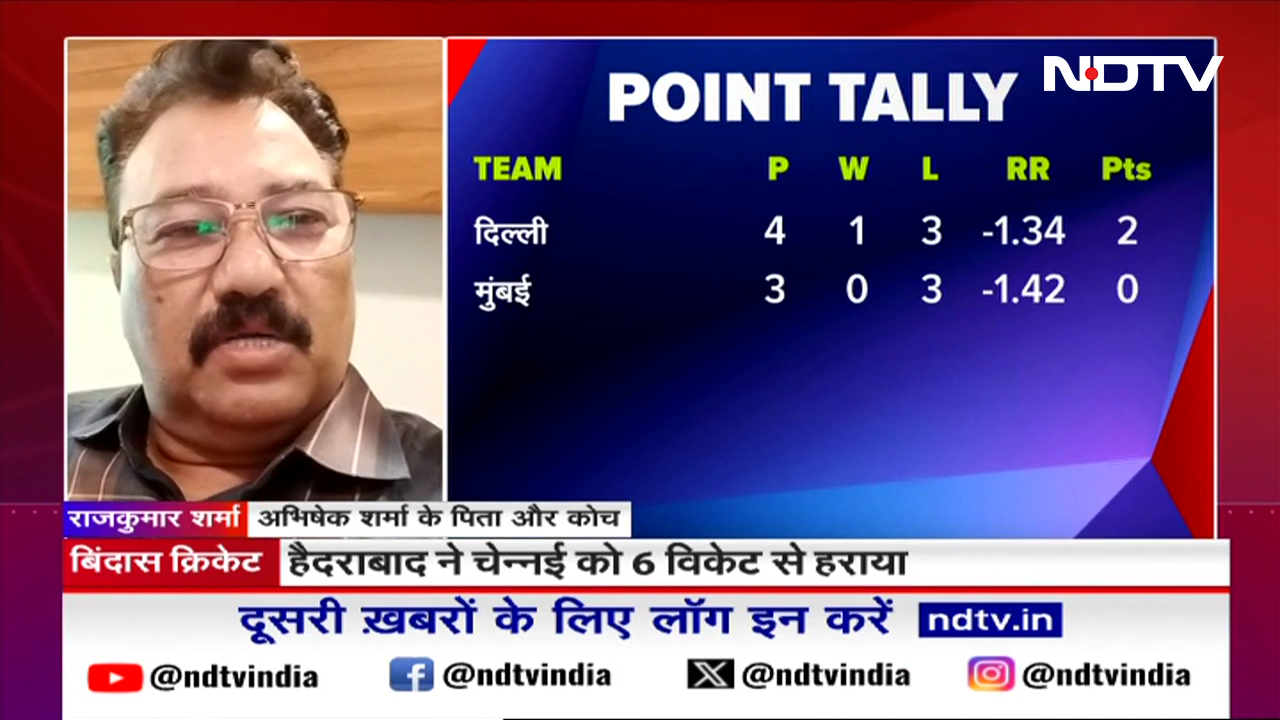 NDTV
POINT TALLY
TEAM P W L RR Pts
दिल्ली 4 1 3 -1.34 2
मुंबई 3 0 3 -1.42 0
राजकुमार शर्मा अभिषेक शर्मा के पिता और कोच
बिंदास क्रिकेट हैदराबाद ने चेन्नई को 6 विकेट से हराया
दूसरी ख़बरों के लिए लॉग इन करें ndtv.in
@ndtvindia @ndtvindia @ndtvindia @ndtvindia